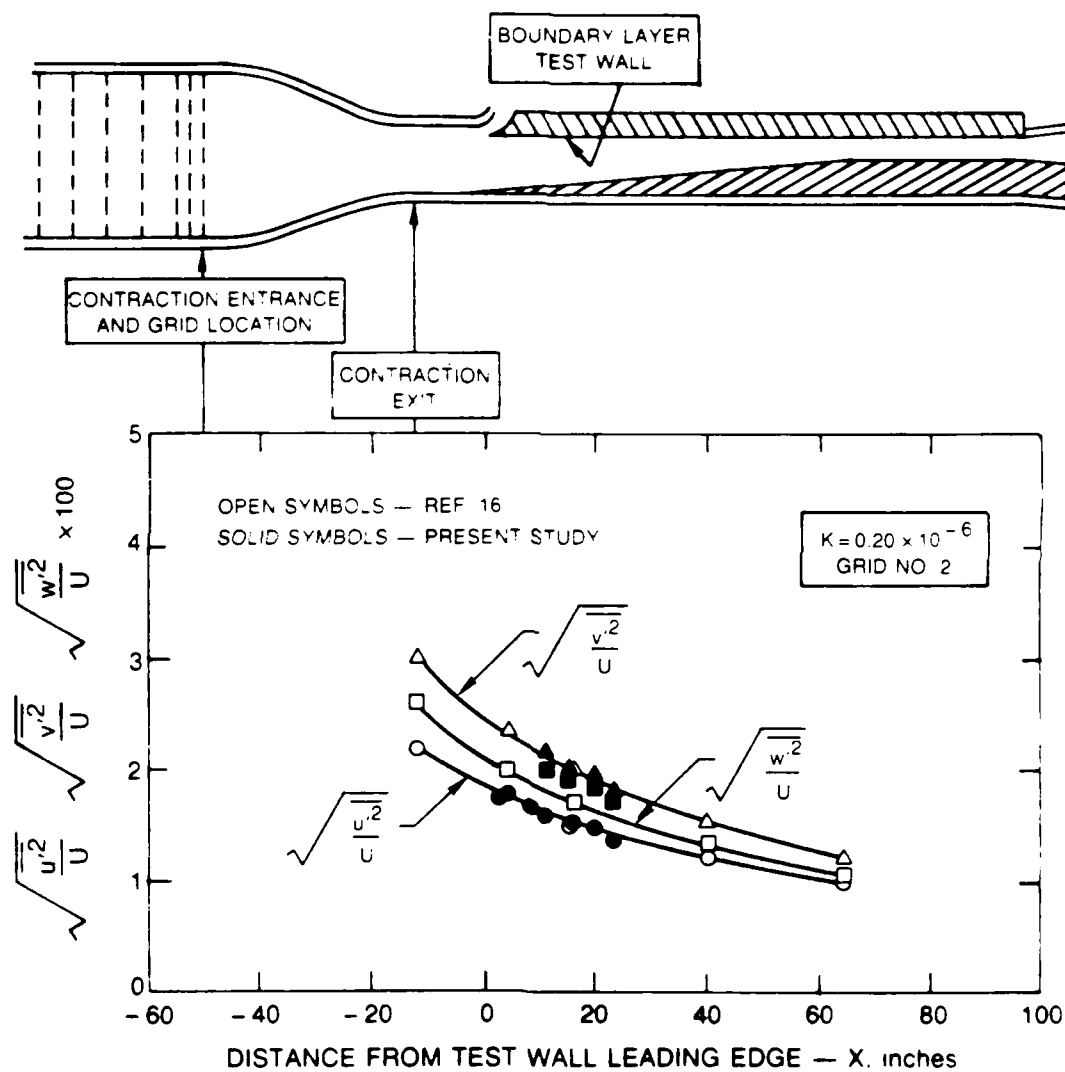 BOUNDARY LAYER
TEST WALL
CONTRACTION ENTRANCE
AND GRID LOCATION
CONTRACTION
EXIT
OPEN SYMBOLS — REF 16
SOLID SYMBOLS — PRESENT STUDY
K = 0.20 × 10⁻⁶
GRID NO 2
√v'²/U
√w'²/U
√u'²/U
√w'²/U × 100
√v'²/U
√u'²/U
5
4
3
2
1
0
-60 -40 -20 0 20 40 60 80 100
DISTANCE FROM TEST WALL LEADING EDGE — X. inches